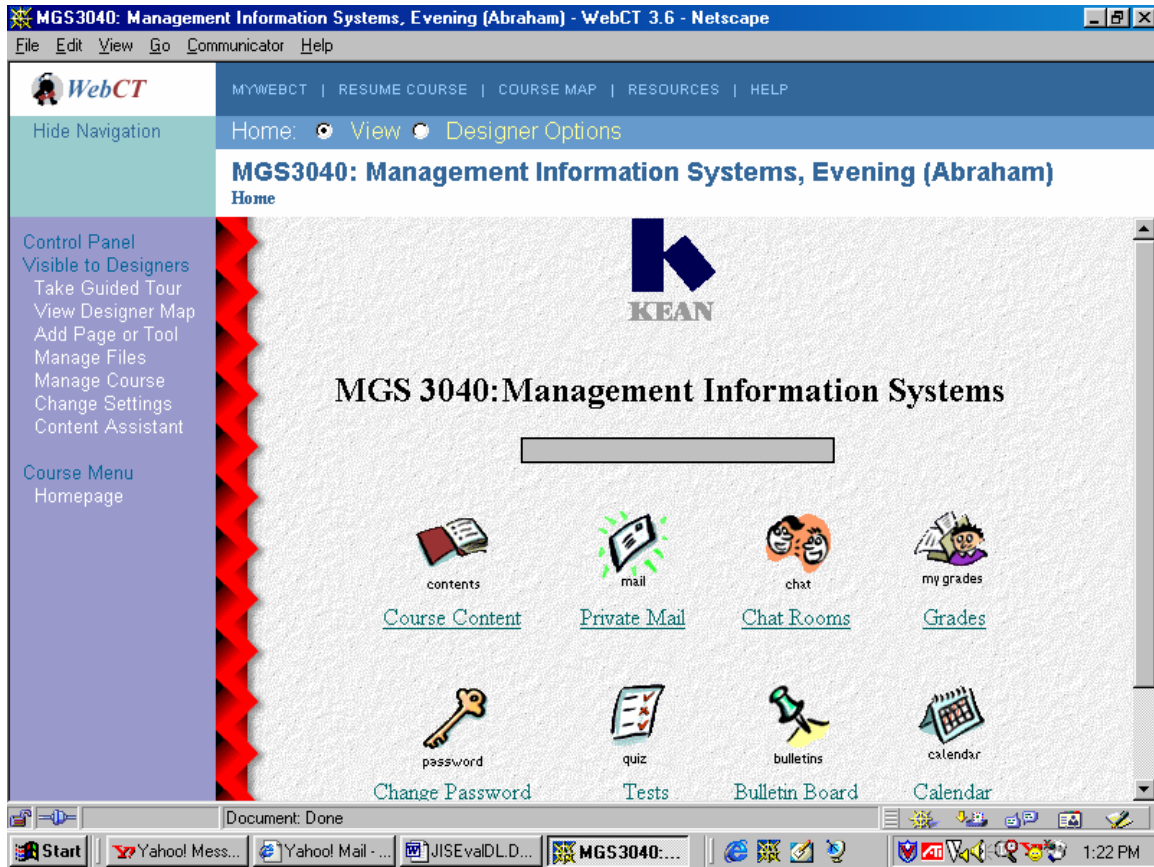 MGS3040: Management Information Systems, Evening (Abraham) - WebCT 3.6 - Netscape
File Edit View Go Communicator Help
WebCT
MYWEBCT | RESUME COURSE | COURSE MAP | RESOURCES | HELP
Hide Navigation
Home: View Designer Options
MGS3040: Management Information Systems, Evening (Abraham)
Home
Control Panel
Visible to Designers
Take Guided Tour
View Designer Map
Add Page or Tool
Manage Files
Manage Course
Change Settings
Content Assistant
Course Menu
Homepage
KEAN
MGS 3040:Management Information Systems
contents mail chat my grades
Course Content Private Mail Chat Rooms Grades
password quiz bulletins calendar
Change Password Tests Bulletin Board Calendar
Document: Done
Start Yahoo! Mess... Yahoo! Mail - ... JISEvalDL.D... MGS3040:... ATI 1:22 PM